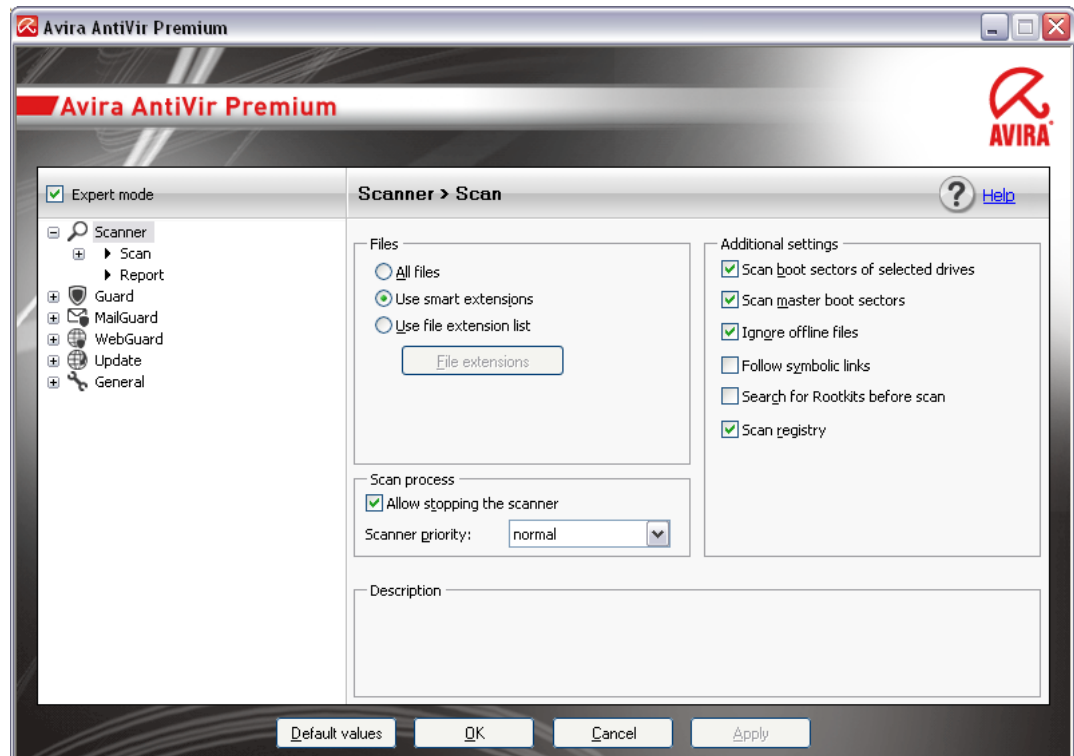 Avira AntiVir Premium
Avira AntiVir Premium
AVIRA
Expert mode
Scanner > Scan
? Help
Scanner
Scan
Report
Guard
MailGuard
WebGuard
Update
General
Files
All files
Use smart extensions
Use file extension list
File extensions
Scan process
Allow stopping the scanner
Scanner priority: normal
Additional settings
Scan boot sectors of selected drives
Scan master boot sectors
Ignore offline files
Follow symbolic links
Search for Rootkits before scan
Scan registry
Description
Default values OK Cancel Apply